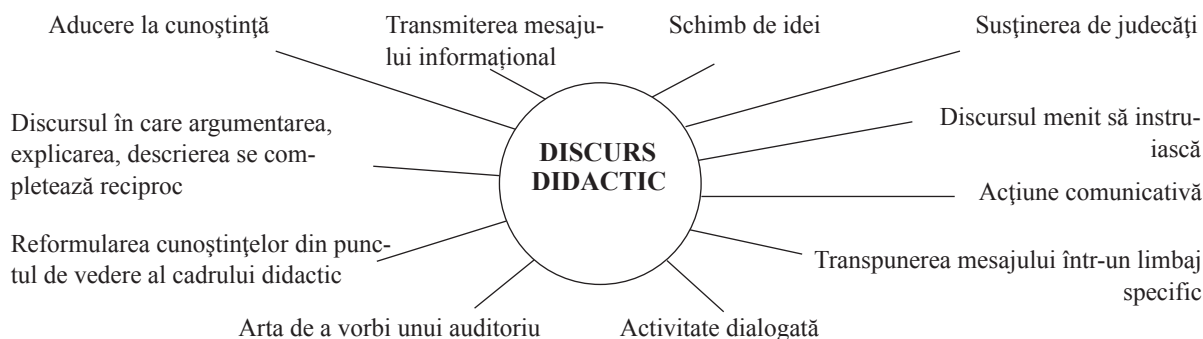 Aducere la cunoştinţă
Transmiterea mesaju-
lui informațional
Schimb de idei
Susţinerea de judecăţi
Discursul în care argumentarea,
explicarea, descrierea se com-
pletează reciproc
DISCURS
DIDACTIC
Discursul menit să instru-
iască
Acţiune comunicativă
Reformularea cunoştinţelor din punc-
tul de vedere al cadrului didactic
Transpunerea mesajului într-un limbaj
specific
Arta de a vorbi unui auditoriu
Activitate dialogată